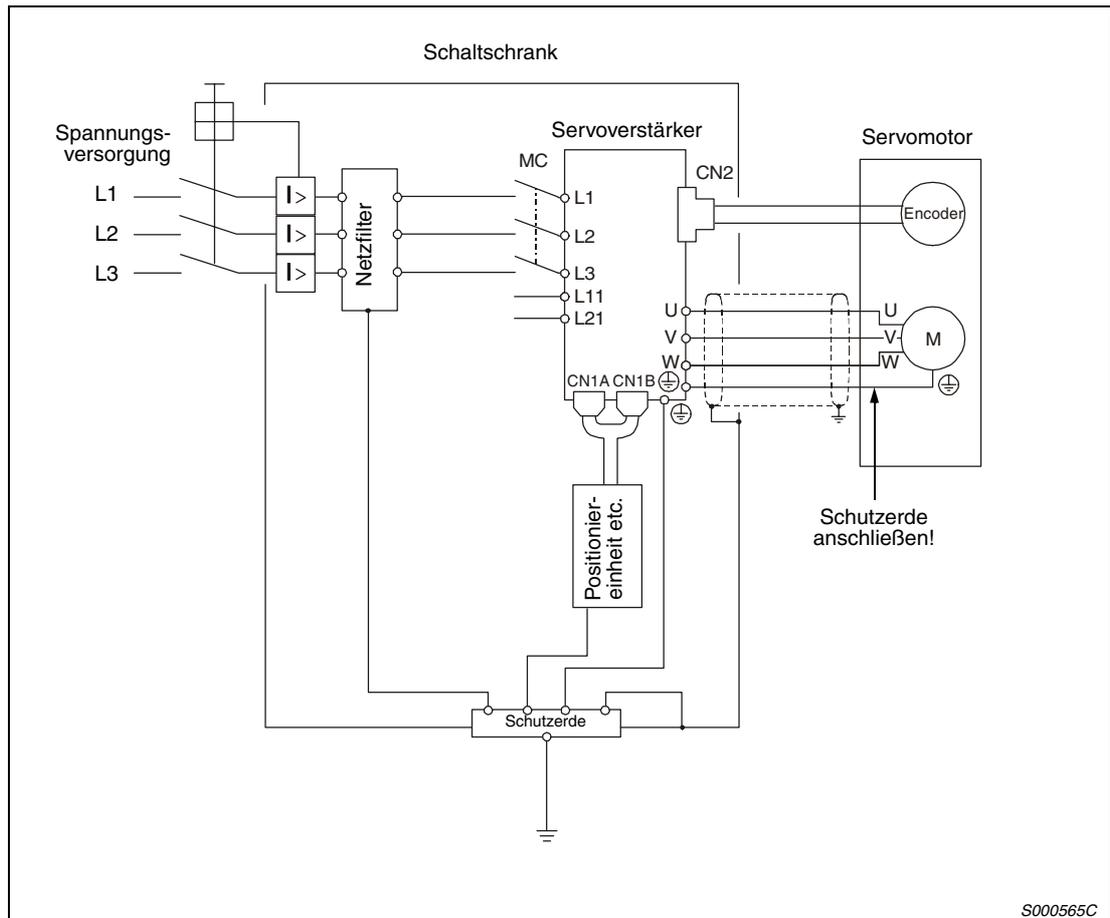 Schaltschrank
Spannungs-
versorgung
L1
L2
L3
I>
I>
I>
Netzfilter
MC
Servoverstärker
L1
L2
L3
L11
L21
CN2
Servomotor
Encoder
U
V
W
U
V
W
M
CN1A CN1B
Positionier-
einheit etc.
Schutzerde
anschließen!
Schutzerde
S000565C